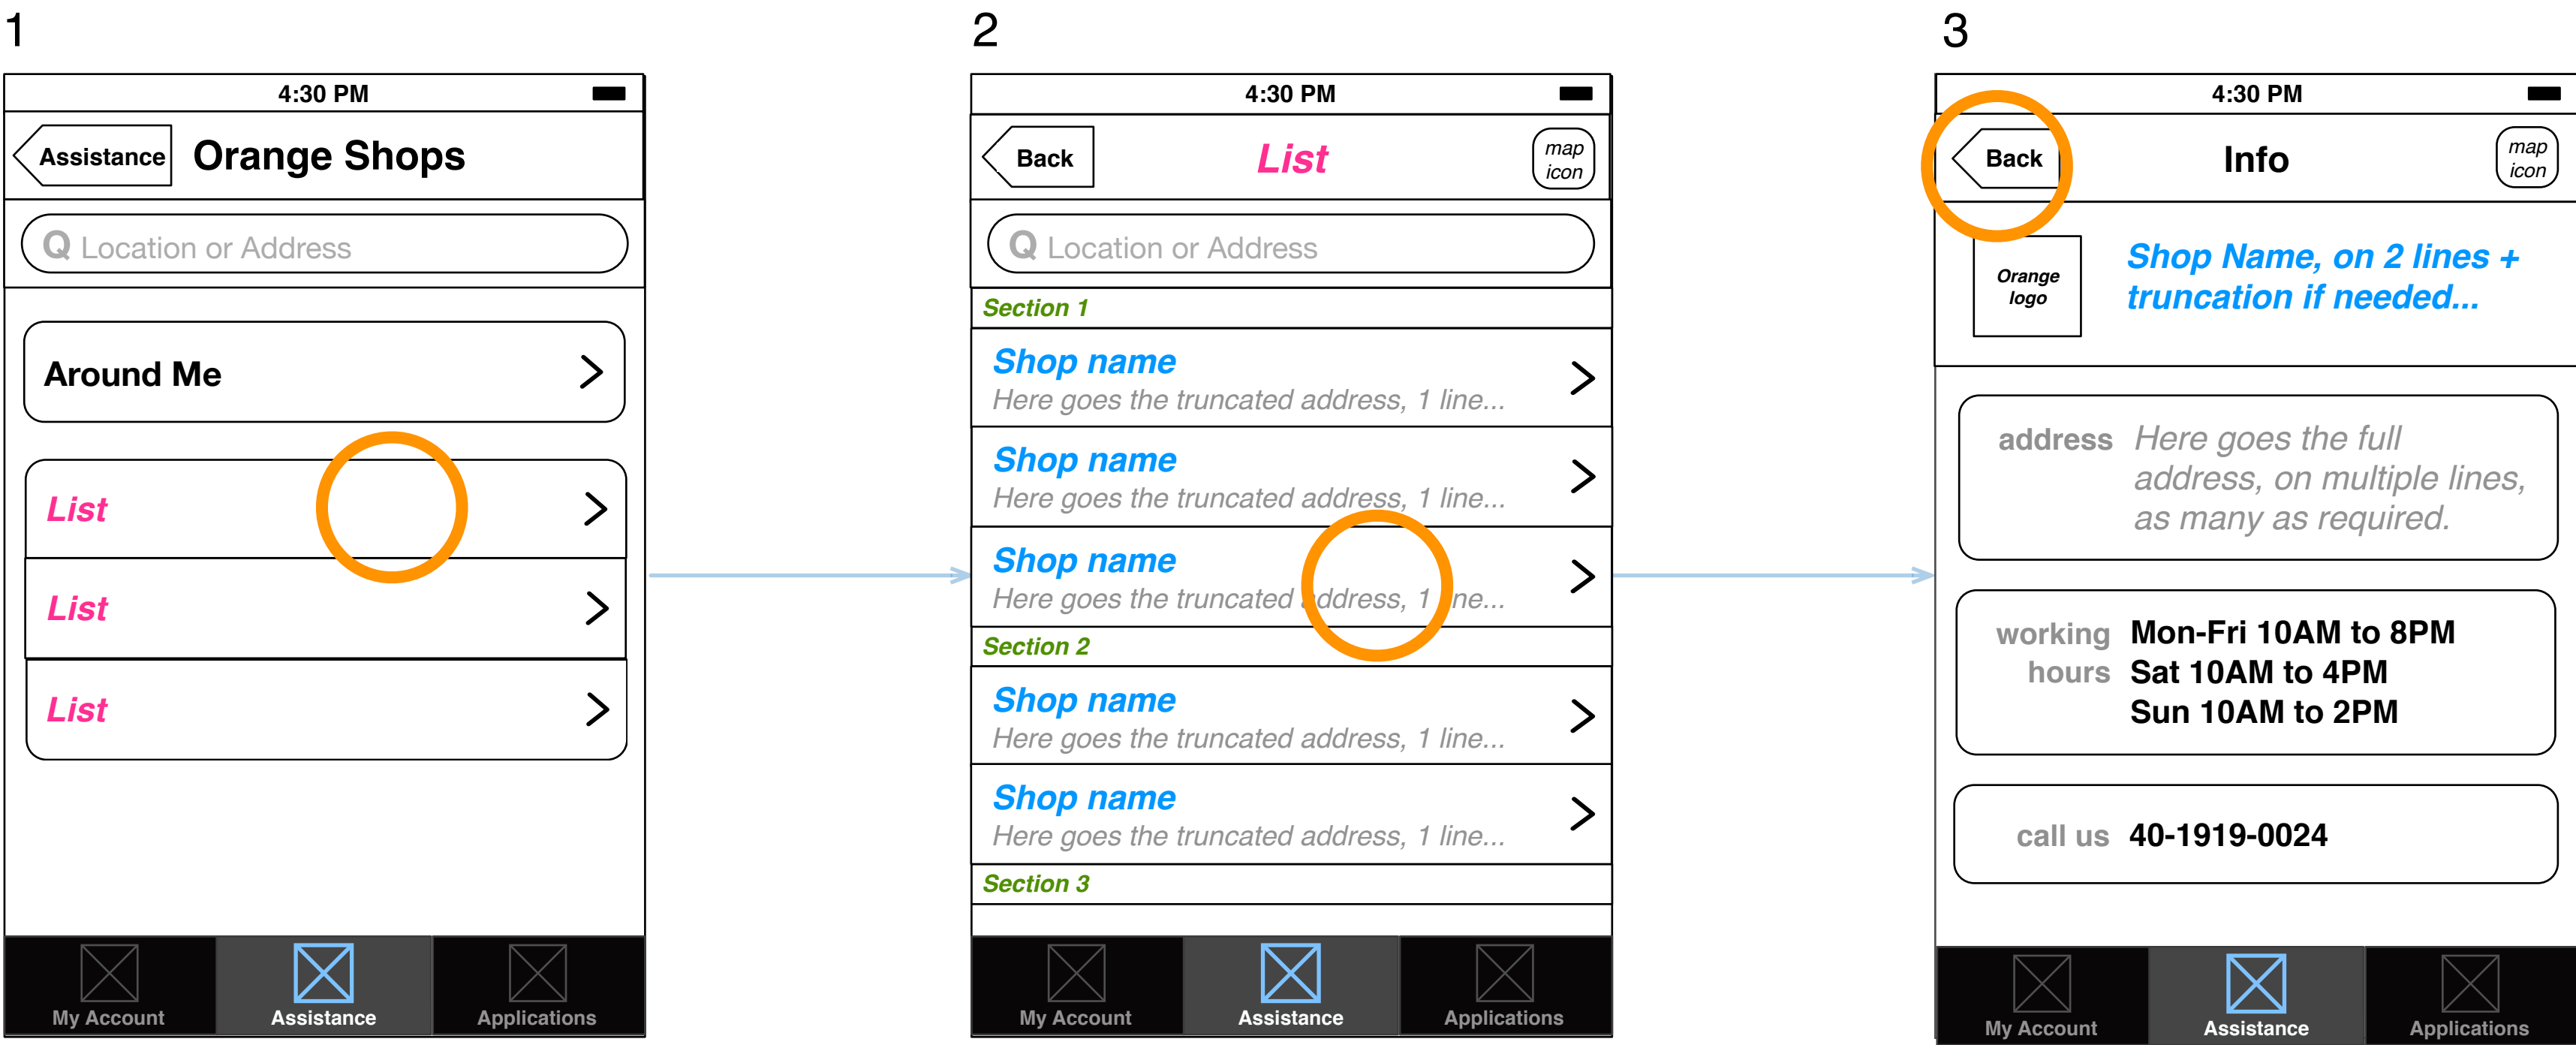 1
4:30 PM
Assistance
Orange Shops
Q Location or Address
Around Me
List
List
List
My Account
Assistance
Applications
2
4:30 PM
Back
List
map
icon
Q Location or Address
Section 1
Shop name
Here goes the truncated address, 1 line...
Shop name
Here goes the truncated address, 1 line...
Shop name
Here goes the truncated address, 1 ne...
Section 2
Shop name
Here goes the truncated address, 1 line...
Shop name
Here goes the truncated address, 1 line...
Section 3
My Account
Assistance
Applications
3
4:30 PM
Back
Info
map
icon
Orange
logo
Shop Name, on 2 lines +
truncation if needed...
address
Here goes the full
address, on multiple lines,
as many as required.
working
hours
Mon-Fri 10AM to 8PM
Sat 10AM to 4PM
Sun 10AM to 2PM
call us
40-1919-0024
My Account
Assistance
Applications